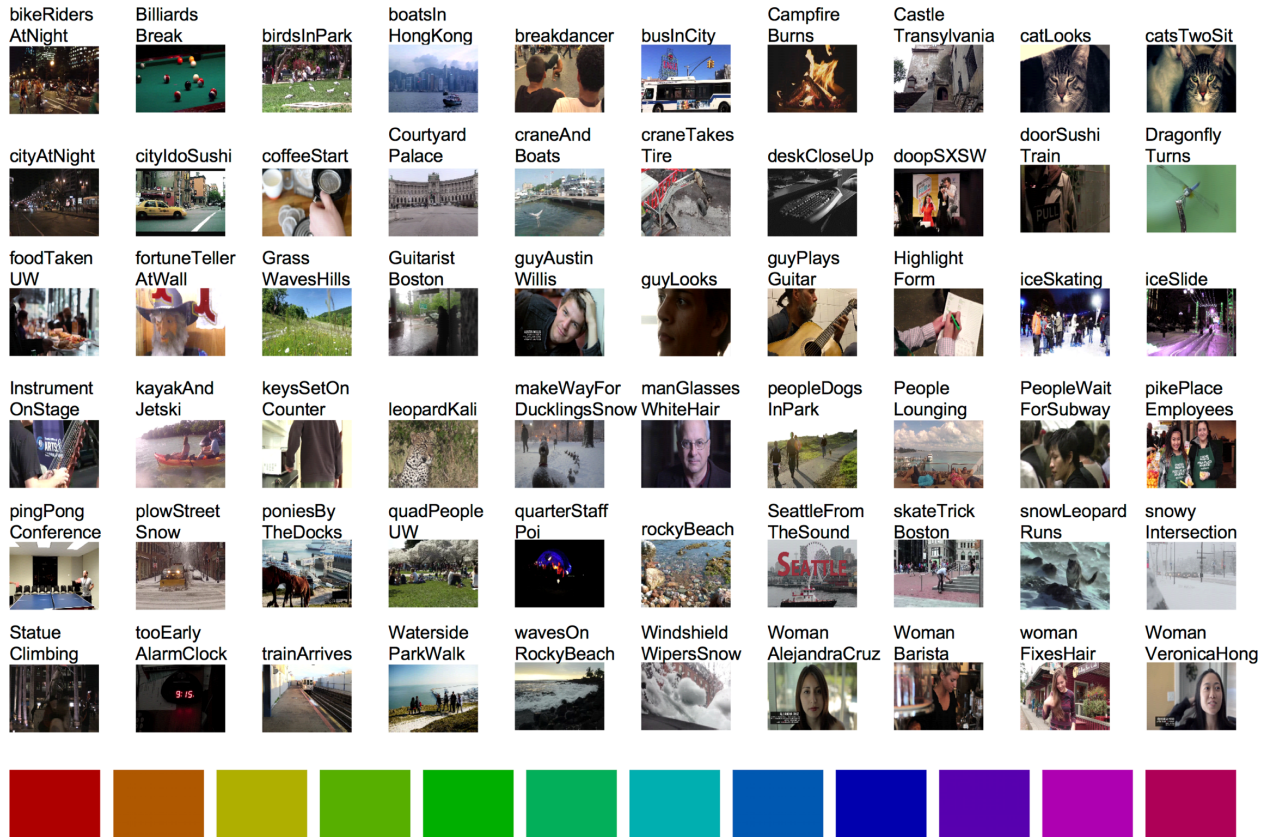 bikeRiders
AtNight
Billiards
Break
birdsInPark
boatsIn
HongKong
breakdancer
busInCity
Campfire
Burns
Castle
Transylvania
catLooks
catsTwoSit
cityAtNight
cityIdoSushi
coffeeStart
Courtyard
Palace
craneAnd
Boats
craneTakes
Tire
deskCloseUp
doopSXSW
doorSushi
Train
PULL
Dragonfly
Turns
foodTaken
UW
fortuneTeller
AtWall
Grass
WavesHills
Guitarist
Boston
guyAustin
Willis
guyLooks
guyPlays
Guitar
Highlight
Form
iceSkating
iceSlide
Instrument
OnStage
ARTS
kayakAnd
Jetski
keysSetOn
Counter
leopardKali
makeWayFor
DucklingsSnow
manGlasses
WhiteHair
peopleDogs
InPark
People
Lounging
PeopleWait
ForSubway
pikePlace
Employees
pingPong
Conference
plowStreet
Snow
poniesBy
TheDocks
quadPeople
UW
quarterStaff
Poi
rockyBeach
SeattleFrom
TheSound
SEATTLE
skateTrick
Boston
snowLeopard
Runs
snowy
Intersection
Statue
Climbing
tooEarly
AlarmClock
9:15
trainArrives
Waterside
ParkWalk
wavesOn
RockyBeach
Windshield
WipersSnow
Woman
AlejandraCruz
Woman
Barista
woman
FixesHair
Woman
VeronicaHong